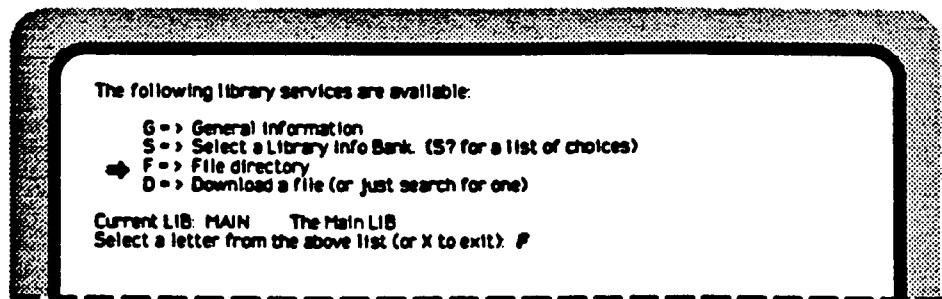 The following library services are available:
G = > General Information
S = > Select a Library Info Bank. (S? for a list of choices)
F = > File directory
D = > Download a file (or just search for one)
Current LIB: MAIN The Main LIB
Select a letter from the above list (or X to exit): F